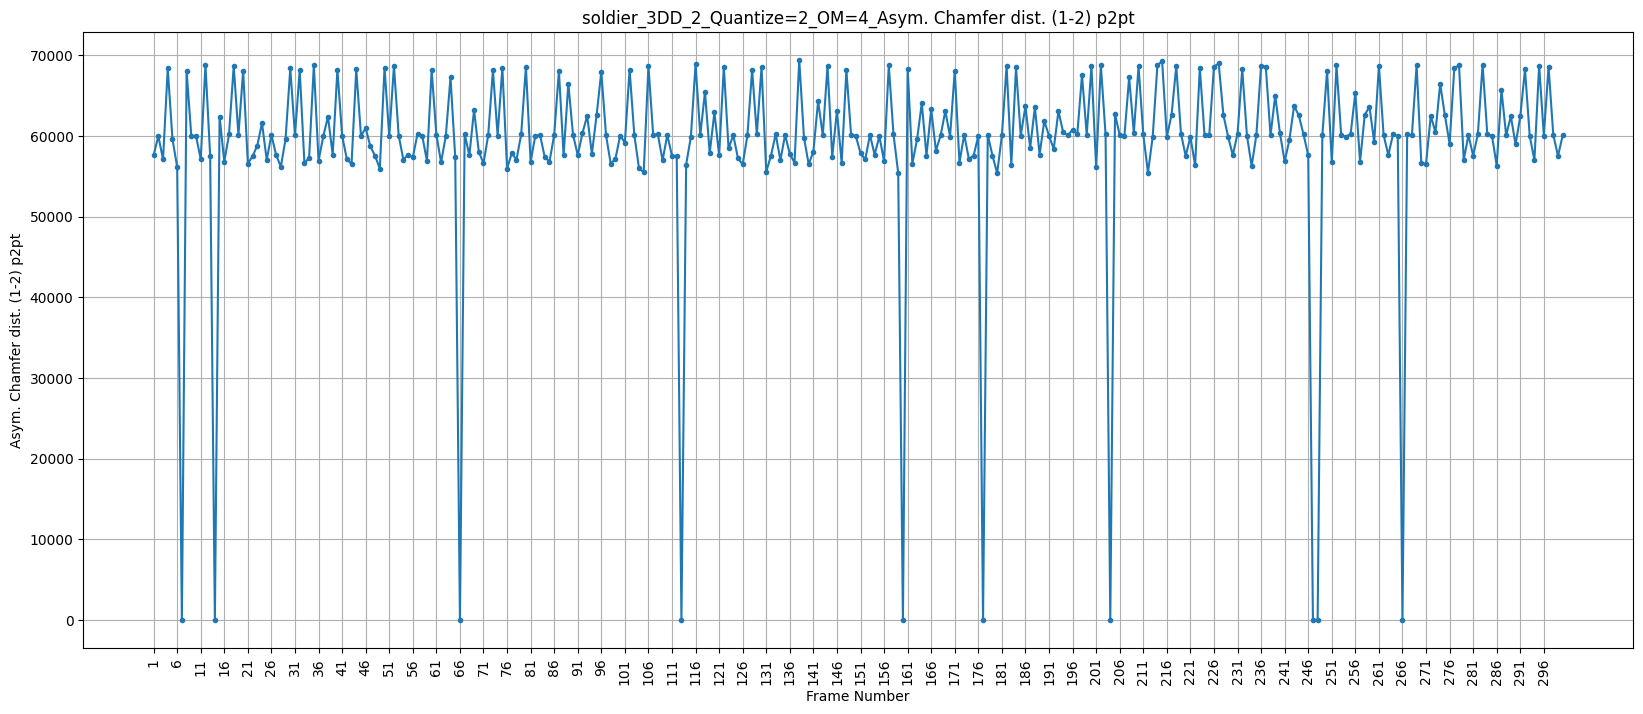 soldier_3DD_2_Quantize=2_OM=4_Asym. Chamfer dist. (1-2) p2pt
70000
60000
50000
40000
30000
20000
10000
0
Asym. Chamfer dist. (1-2) p2pt
1 6 11 16 21 26 31 36 41 46 51 56 61 66 71 76 81 86 91 96 101 106 111 116 121 126 131 136 141 146 151 156 161 166 171 176 181 186 191 196 201 206 211 216 221 226 231 236 241 246 251 256 261 266 271 276 281 286 291 296
Frame Number